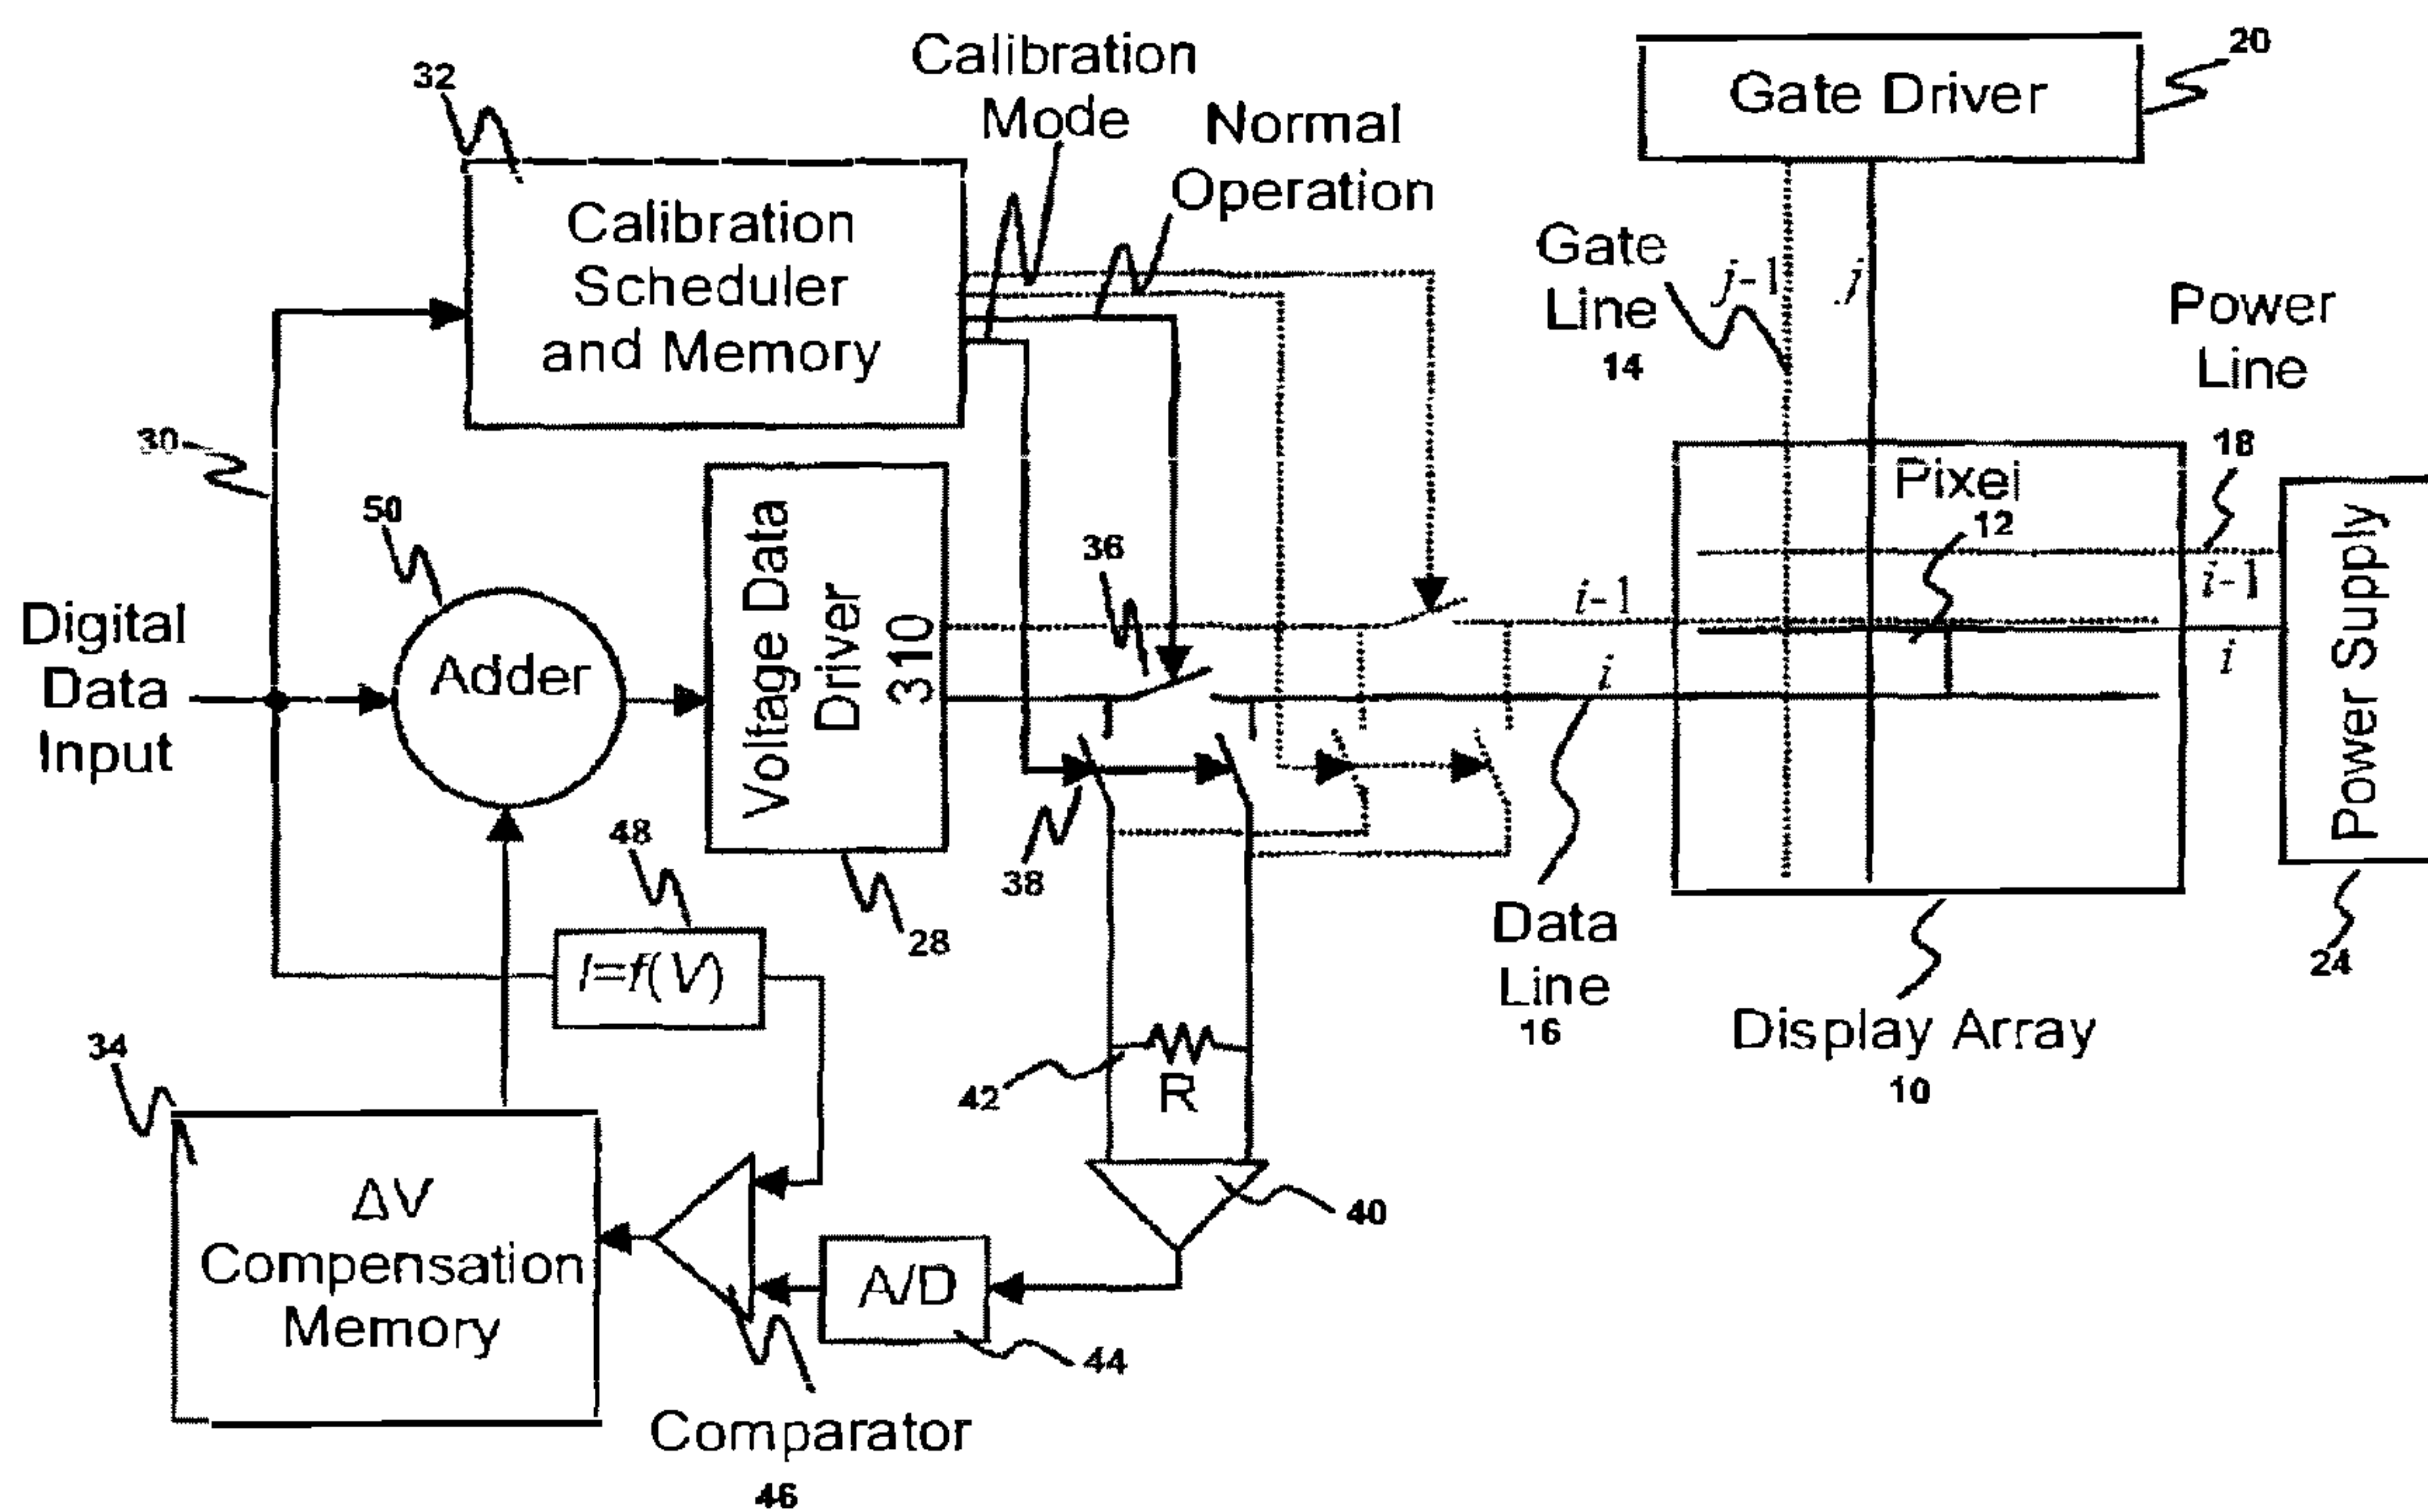 32
Calibration
Mode
Normal
Operation
Gate Driver
20
Calibration
Scheduler
and Memory
Gate
Line
14
j-1
j
Power
Line
18
30
50
Digital
Data
Input
Adder
Voltage Data
Driver
310
28
36
38
i-1
i
Pixel
12
i-1
i
Power Supply
24
Data
Line
16
Display Array
10
48
I=f(V)
34
ΔV
Compensation
Memory
42
R
40
A/D
44
Comparator
46